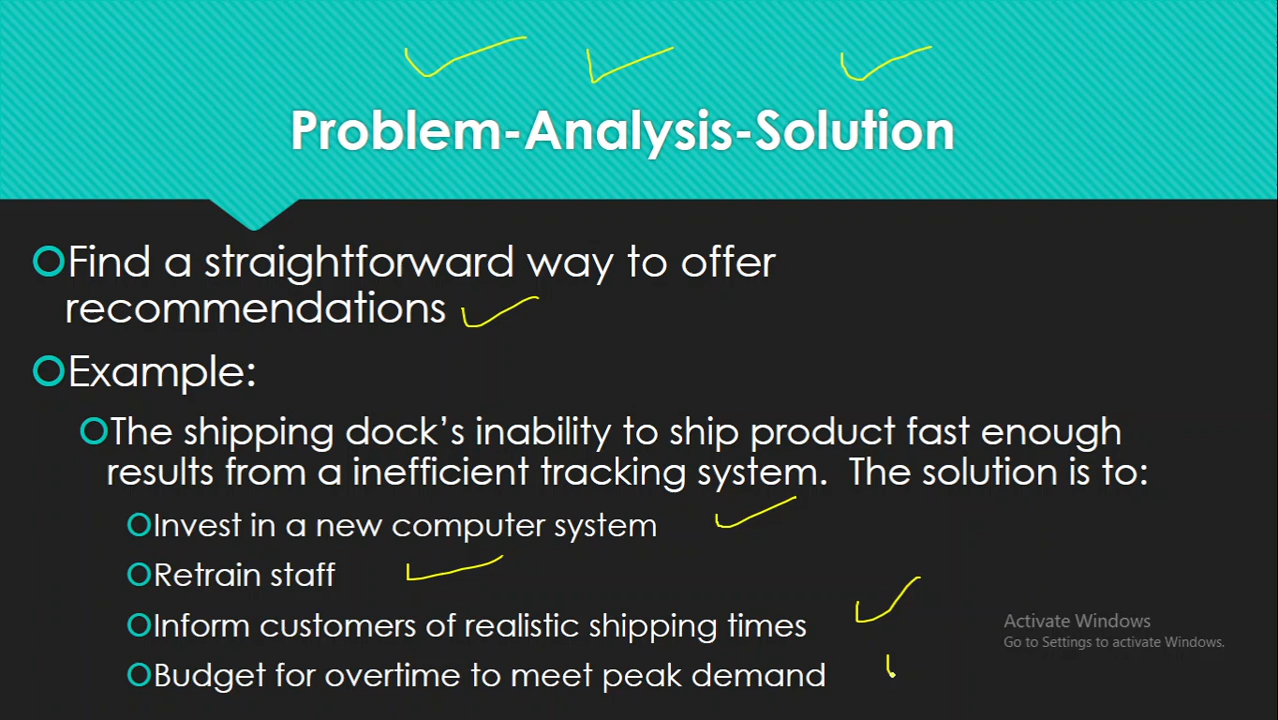 Problem-Analysis-Solution
Find a straightforward way to offer
recommendations
Example:
The shipping dock's inability to ship product fast enough
results from a inefficient tracking system.  The solution is to:
Invest in a new computer system
Retrain staff
Inform customers of realistic shipping times
Budget for overtime to meet peak demand
Activate Windows
Go to Settings to activate Windows.